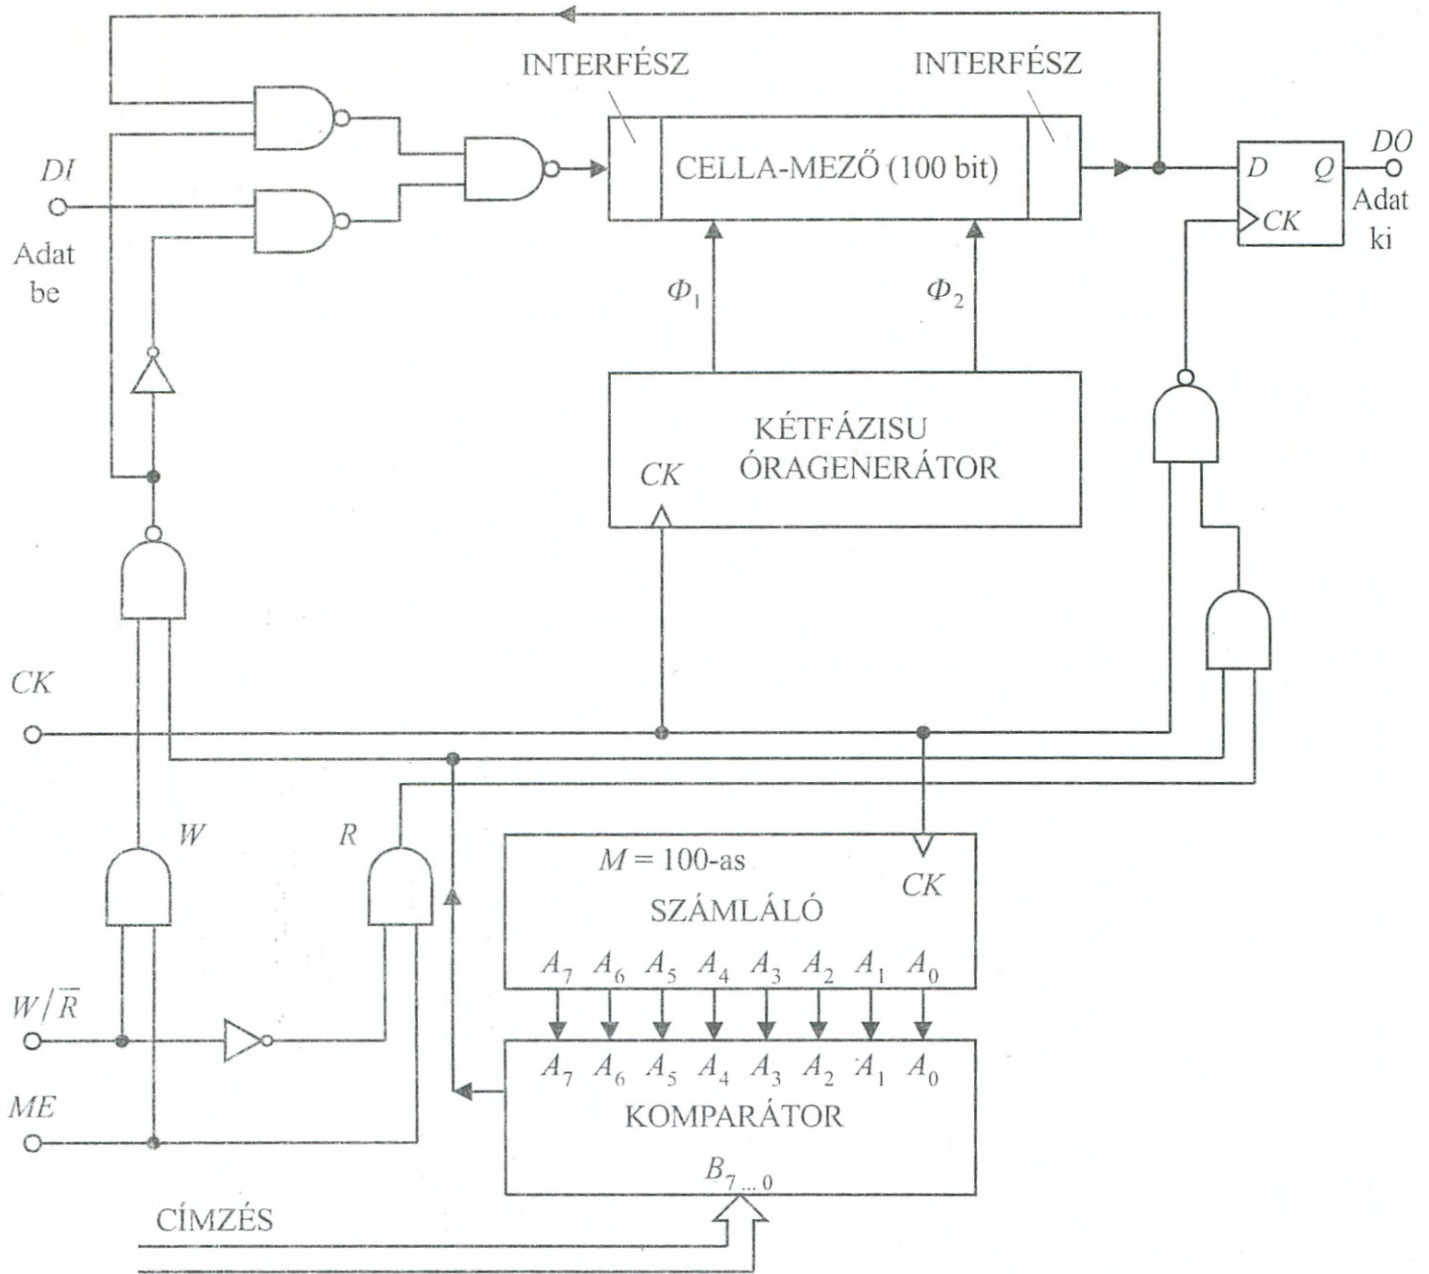 INTERFÉSZ
INTERFÉSZ
DI
Adat
be
CELLA-MEZŐ (100 bit)
D Q
CK
DO
Adat
ki
Φ1
Φ2
KÉTFÁZISU
ÓRAGENERÁTOR
CK
CK
W
R
M = 100-as
CK
SZÁMLÁLÓ
A7 A6 A5 A4 A3 A2 A1 A0
W/R̅
A7 A6 A5 A4 A3 A2 A1 A0
KOMPARÁTOR
ME
B7...0
CÍMZÉS